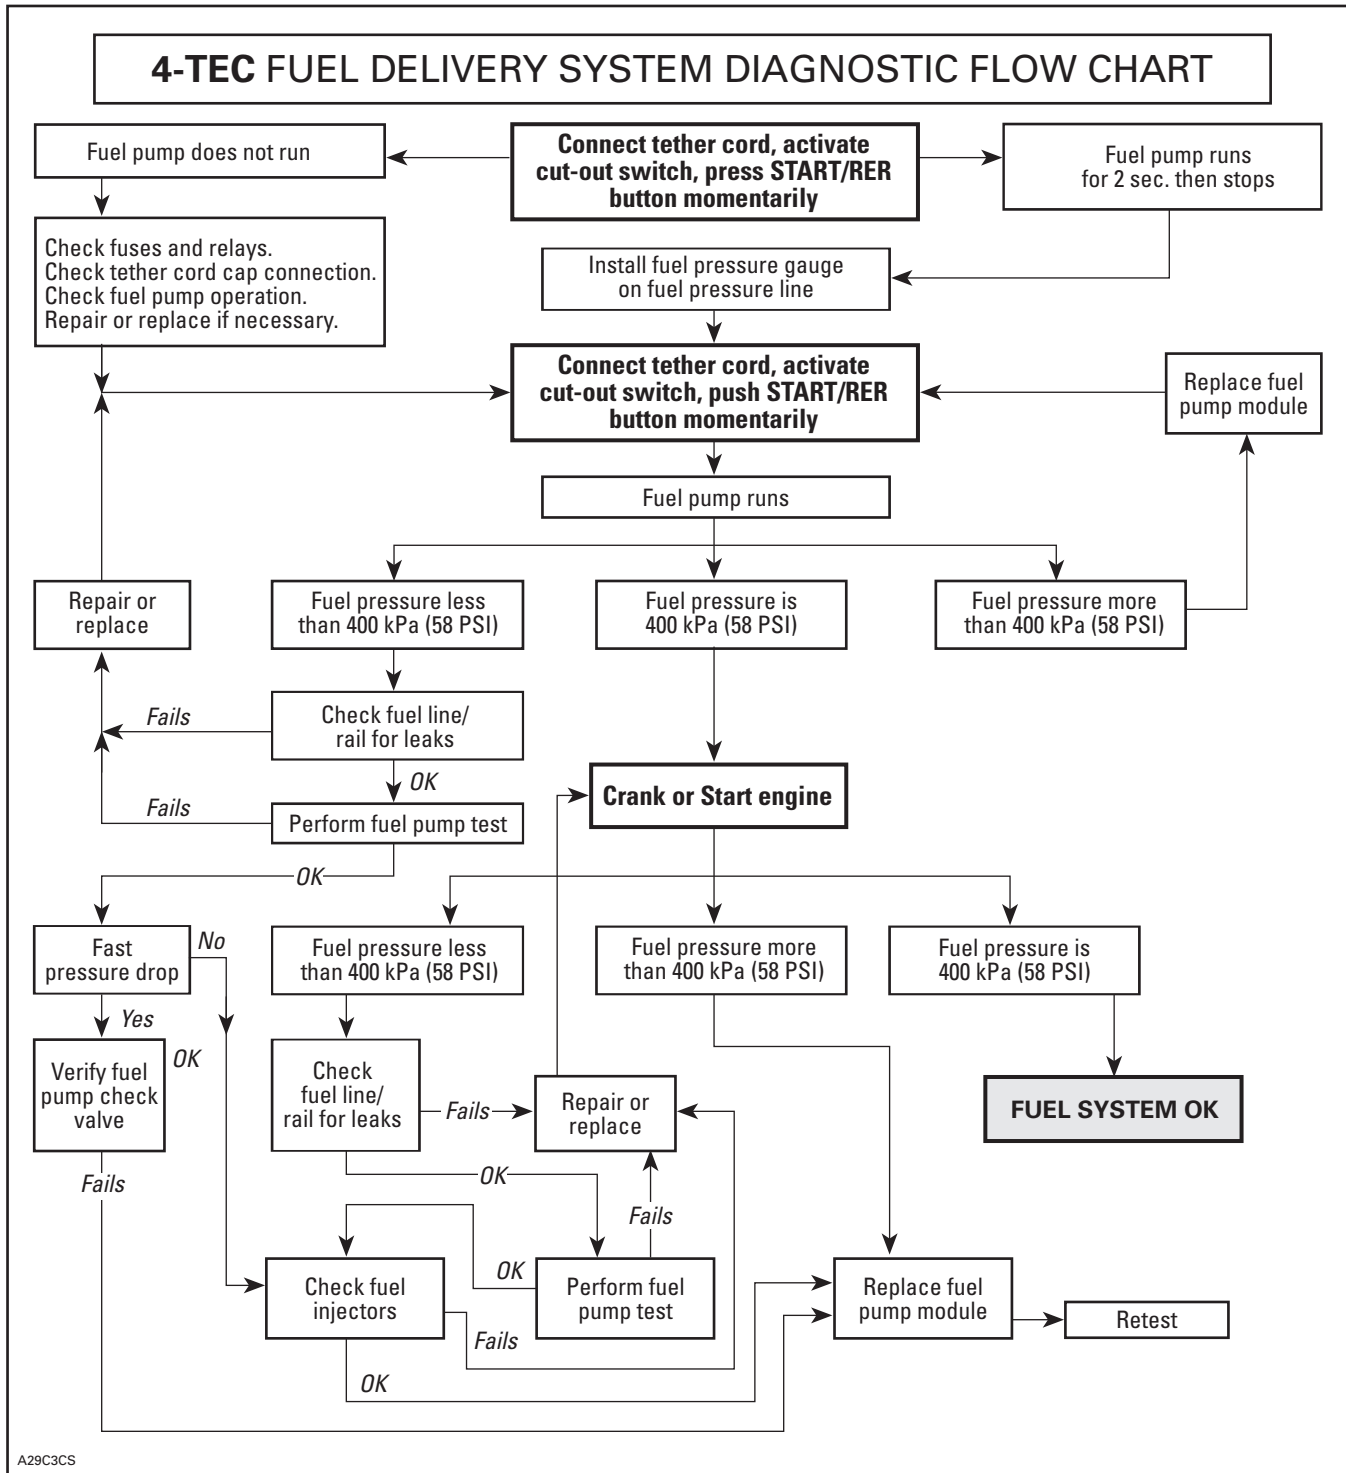 4-TEC FUEL DELIVERY SYSTEM DIAGNOSTIC FLOW CHART
Fuel pump does not run
Connect tether cord, activate
cut-out switch, press START/RER
button momentarily
Fuel pump runs
for 2 sec. then stops
Check fuses and relays.
Check tether cord cap connection.
Check fuel pump operation.
Repair or replace if necessary.
Install fuel pressure gauge
on fuel pressure line
Connect tether cord, activate
cut-out switch, push START/RER
button momentarily
Replace fuel
pump module
Fuel pump runs
Repair or
replace
Fuel pressure less
than 400 kPa (58 PSI)
Fuel pressure is
400 kPa (58 PSI)
Fuel pressure more
than 400 kPa (58 PSI)
Fails
Check fuel line/
rail for leaks
OK
Fails
Perform fuel pump test
Crank or Start engine
OK
Fast
pressure drop
No
Fuel pressure less
than 400 kPa (58 PSI)
Fuel pressure more
than 400 kPa (58 PSI)
Fuel pressure is
400 kPa (58 PSI)
Yes
OK
Verify fuel
pump check
valve
Check
fuel line/
rail for leaks
Fails
Repair or
replace
FUEL SYSTEM OK
Fails
OK
Fails
Check fuel
injectors
OK
Perform fuel
pump test
Replace fuel
pump module
Retest
Fails
OK
A29C3CS